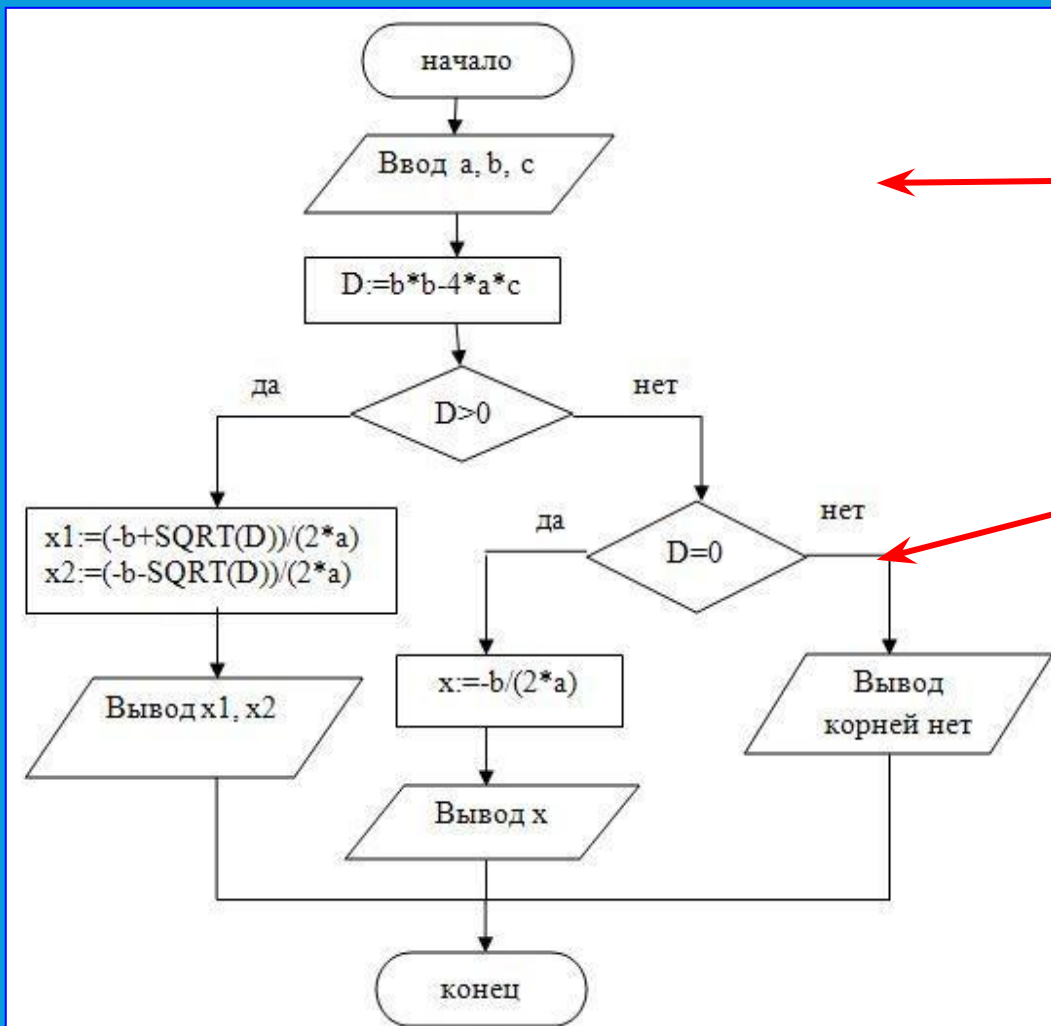 начало
Ввод a, b, c
D:=b*b-4*a*c
да
нет
D>0
x1:=(-b+SQRT(D))/(2*a)
x2:=(-b-SQRT(D))/(2*a)
да
нет
D=0
x:=-b/(2*a)
Вывод x1, x2
Вывод
корней нет
Вывод x
конец